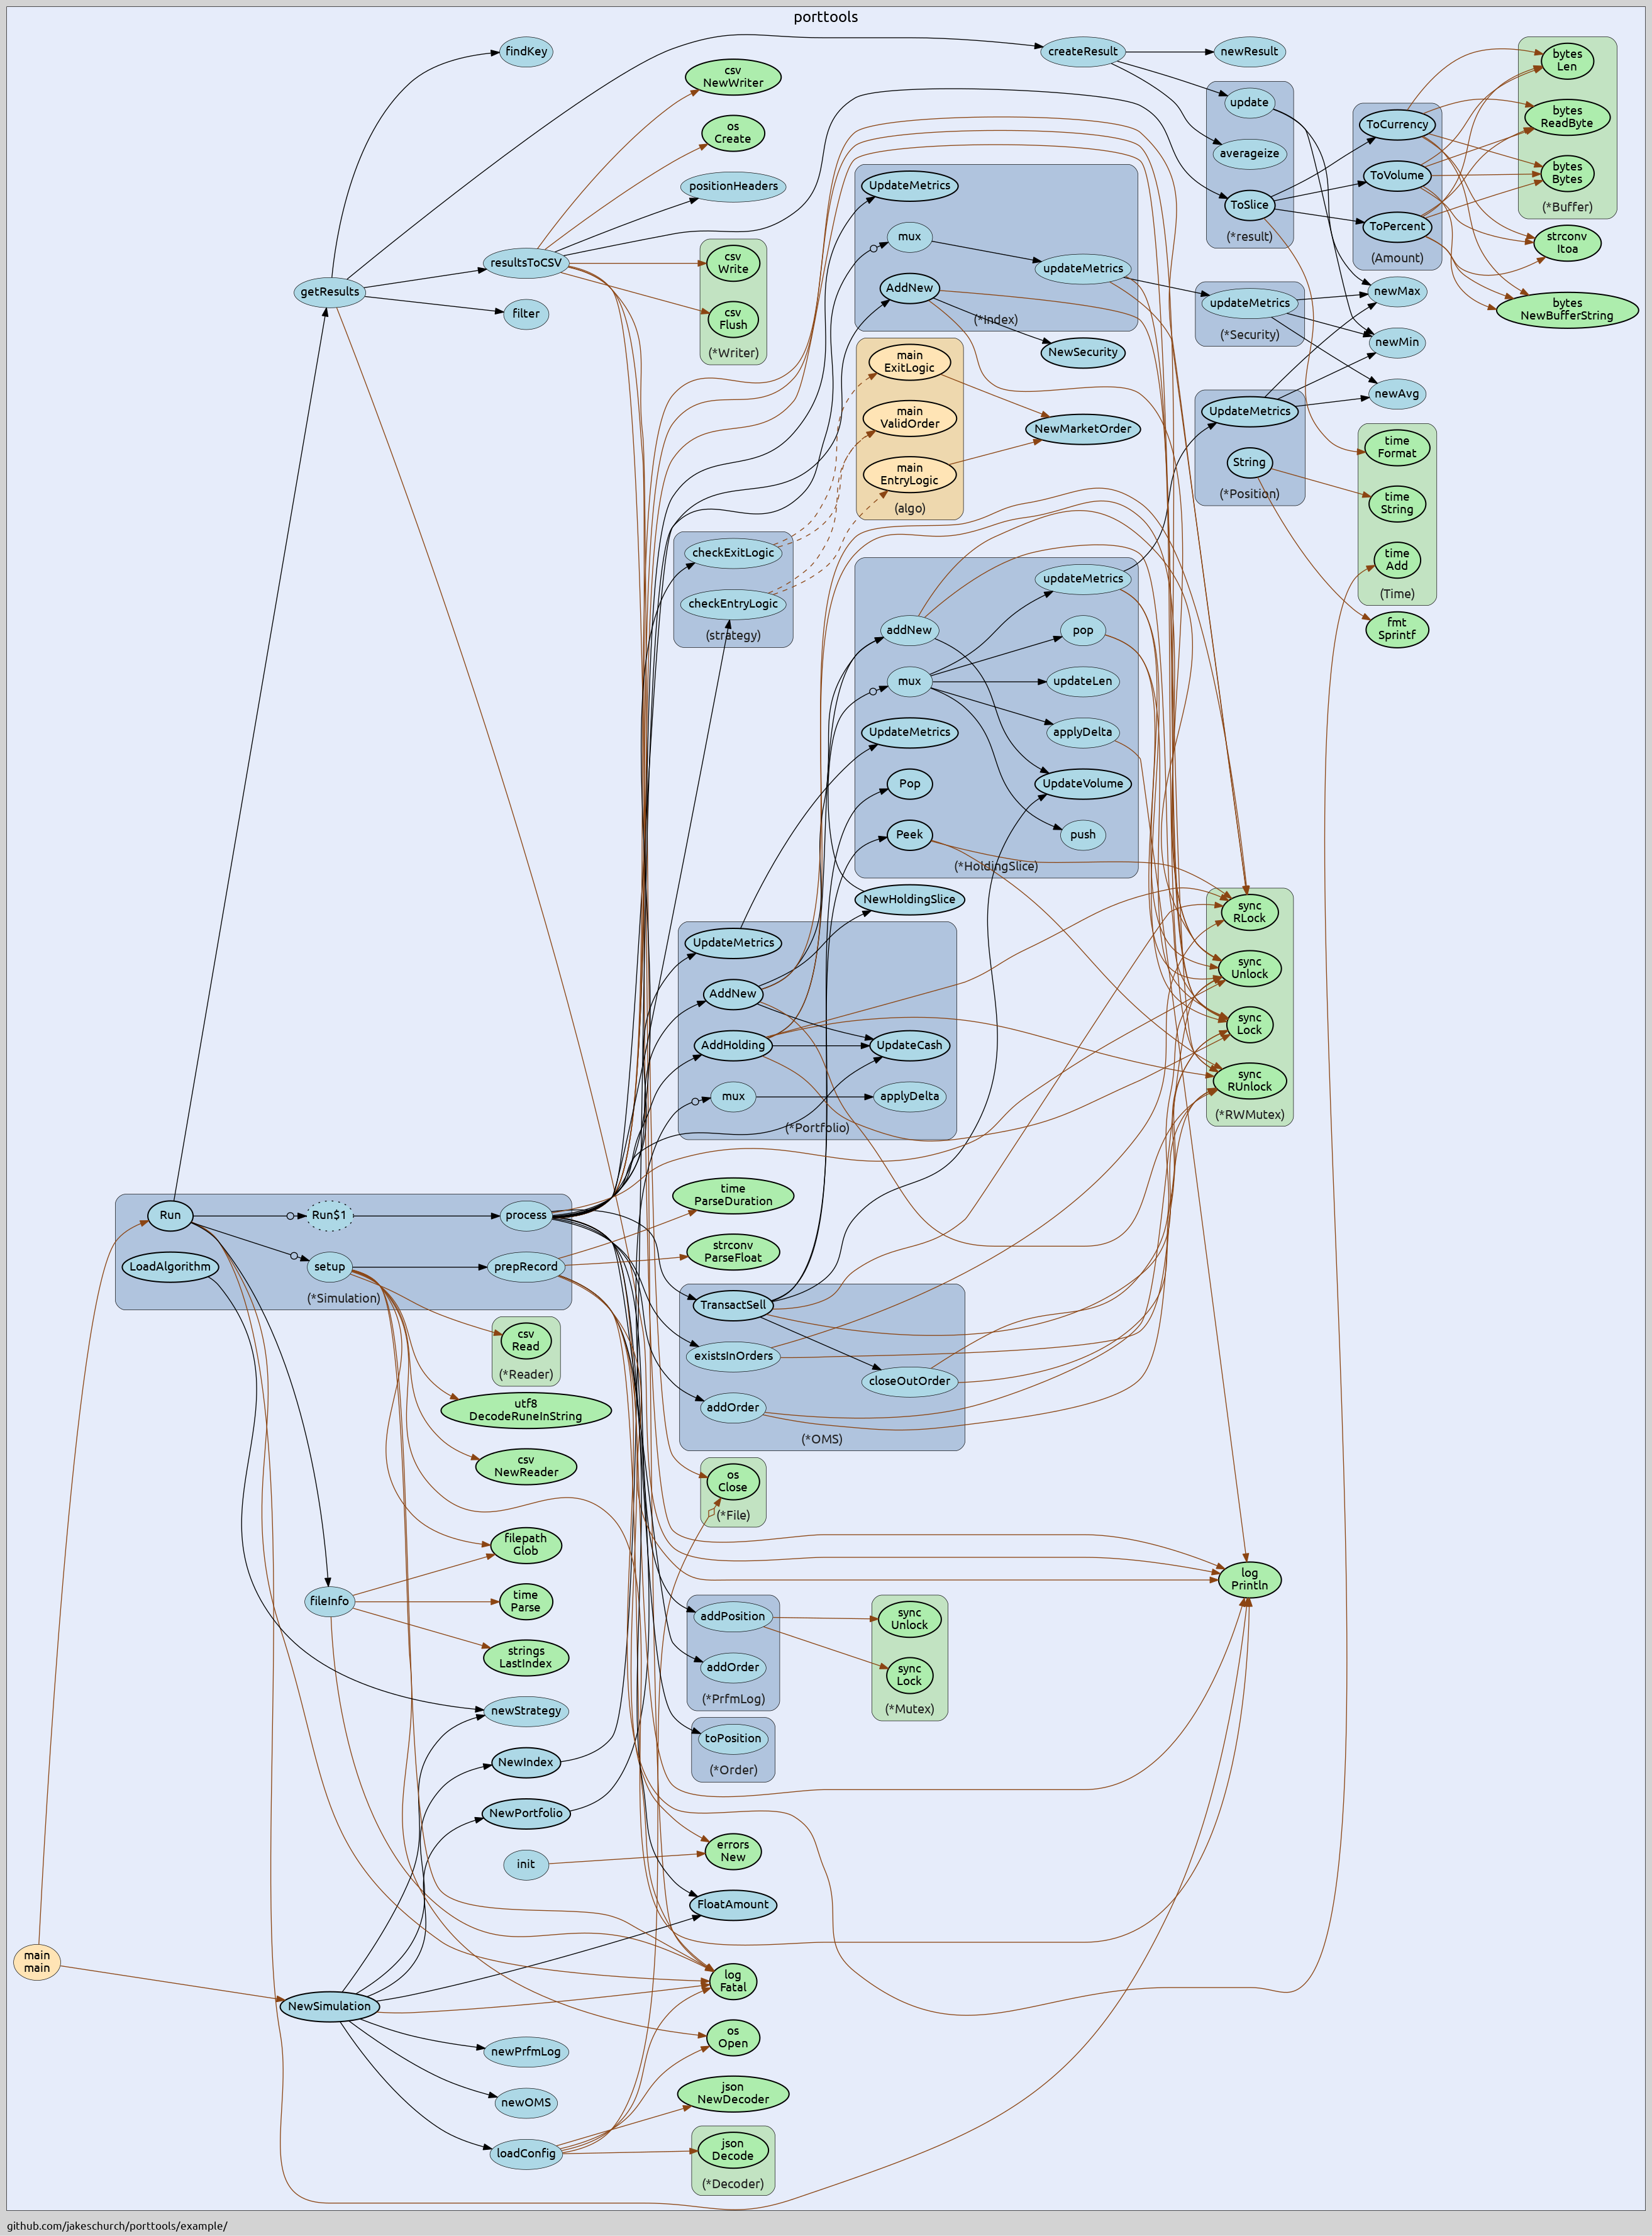 porttools
findKey
createResult
newResult
bytes
Len
csv
NewWriter
update
bytes
ReadByte
ToCurrency
os
Create
averageize
bytes
Bytes
ToVolume
positionHeaders
UpdateMetrics
ToSlice
(*Buffer)
ToPercent
(*result)
mux
strconv
Itoa
(Amount)
resultsToCSV
csv
Write
updateMetrics
getResults
AddNew
newMax
updateMetrics
bytes
NewBufferString
filter
csv
Flush
(*Index)
(*Security)
newMin
(*Writer)
NewSecurity
main
ExitLogic
newAvg
UpdateMetrics
main
ValidOrder
NewMarketOrder
time
Format
String
main
EntryLogic
(*Position)
time
String
(algo)
checkExitLogic
time
Add
updateMetrics
(Time)
checkEntryLogic
(strategy)
addNew
pop
fmt
Sprintf
mux
updateLen
UpdateMetrics
applyDelta
Pop
UpdateVolume
Peek
push
(*HoldingSlice)
NewHoldingSlice
sync
RLock
UpdateMetrics
sync
Unlock
AddNew
sync
Lock
AddHolding
UpdateCash
sync
RUnlock
mux
applyDelta
(*Portfolio)
(*RWMutex)
time
ParseDuration
Run
Run$1
process
strconv
ParseFloat
LoadAlgorithm
setup
prepRecord
(*Simulation)
TransactSell
csv
Read
existsInOrders
(*Reader)
closeOutOrder
utf8
DecodeRuneInString
addOrder
(*OMS)
csv
NewReader
os
Close
(*File)
filepath
Glob
log
Println
fileInfo
time
Parse
addPosition
sync
Unlock
strings
LastIndex
addOrder
sync
Lock
(*PrfmLog)
(*Mutex)
newStrategy
toPosition
NewIndex
(*Order)
NewPortfolio
errors
New
init
FloatAmount
main
main
log
Fatal
NewSimulation
os
Open
newPrfmLog
json
NewDecoder
newOMS
json
Decode
loadConfig
(*Decoder)
github.com/jakeschurch/porttools/example/